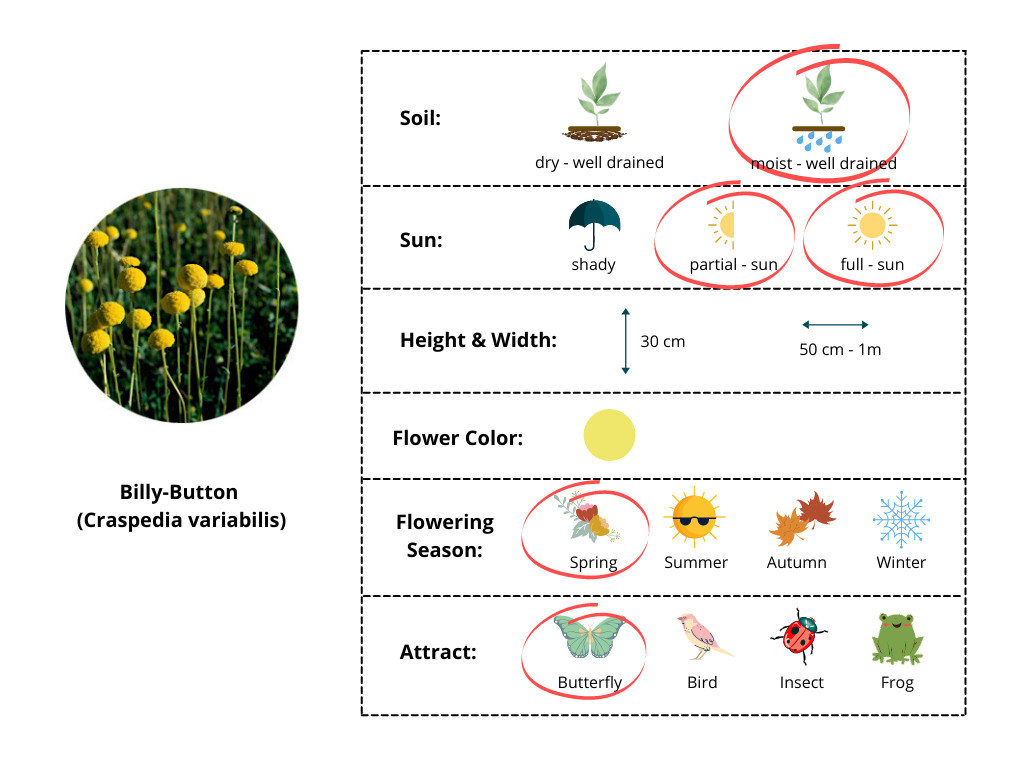 Soil:
dry - well drained
moist - well drained
Sun:
shady
partial - sun
full - sun
Height & Width:
30 cm
50 cm - 1m
Flower Color:
Billy-Button
(Craspedia variabilis)
Flowering
Season:
Spring
Summer
Autumn
Winter
Attract:
Butterfly
Bird
Insect
Frog